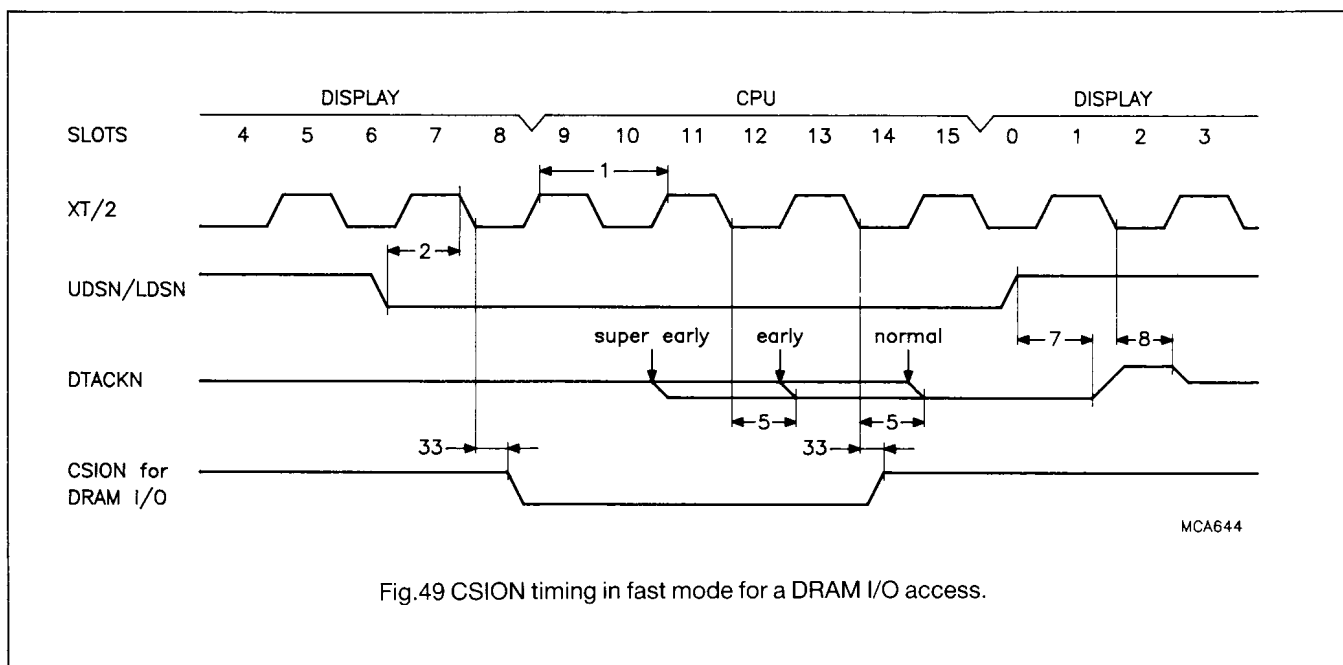 DISPLAY CPU DISPLAY
SLOTS 4 5 6 7 8 9 10 11 12 13 14 15 0 1 2 3
1
XT/2
2
UDSN/LDSN
super early early normal 7 8
DTACKN
5 5
33 33
CSION for
DRAM I/O
MCA644
Fig.49 CSION timing in fast mode for a DRAM I/O access.